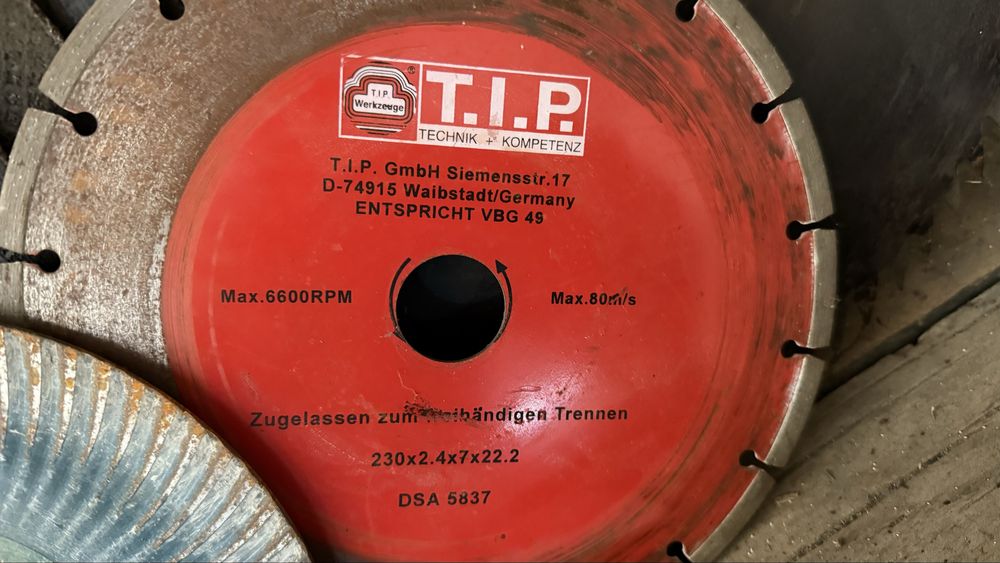 T.I.P.
Werkzeuge
®
T.I.P.
TECHNIK + KOMPETENZ
T.I.P. GmbH Siemensstr.17
D-74915 Waibstadt/Germany
ENTSPRICHT VBG 49
Max.6600RPM
Max.80m/s
Zugelassen zum freihändigen Trennen
230x2.4x7x22.2
DSA 5837